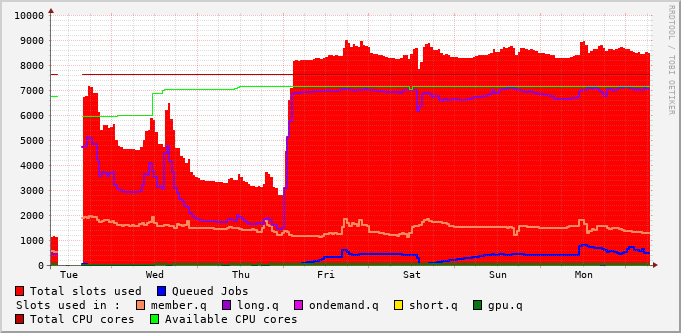 10000
9000
8000
7000
6000
5000
4000
3000
2000
1000
0
Tue Wed Thu Fri Sat Sun Mon
RRDTOOL / TOBI OETIKER
Total slots used Queued Jobs
Slots used in : member.q long.q ondemand.q short.q gpu.q
Total CPU cores Available CPU cores